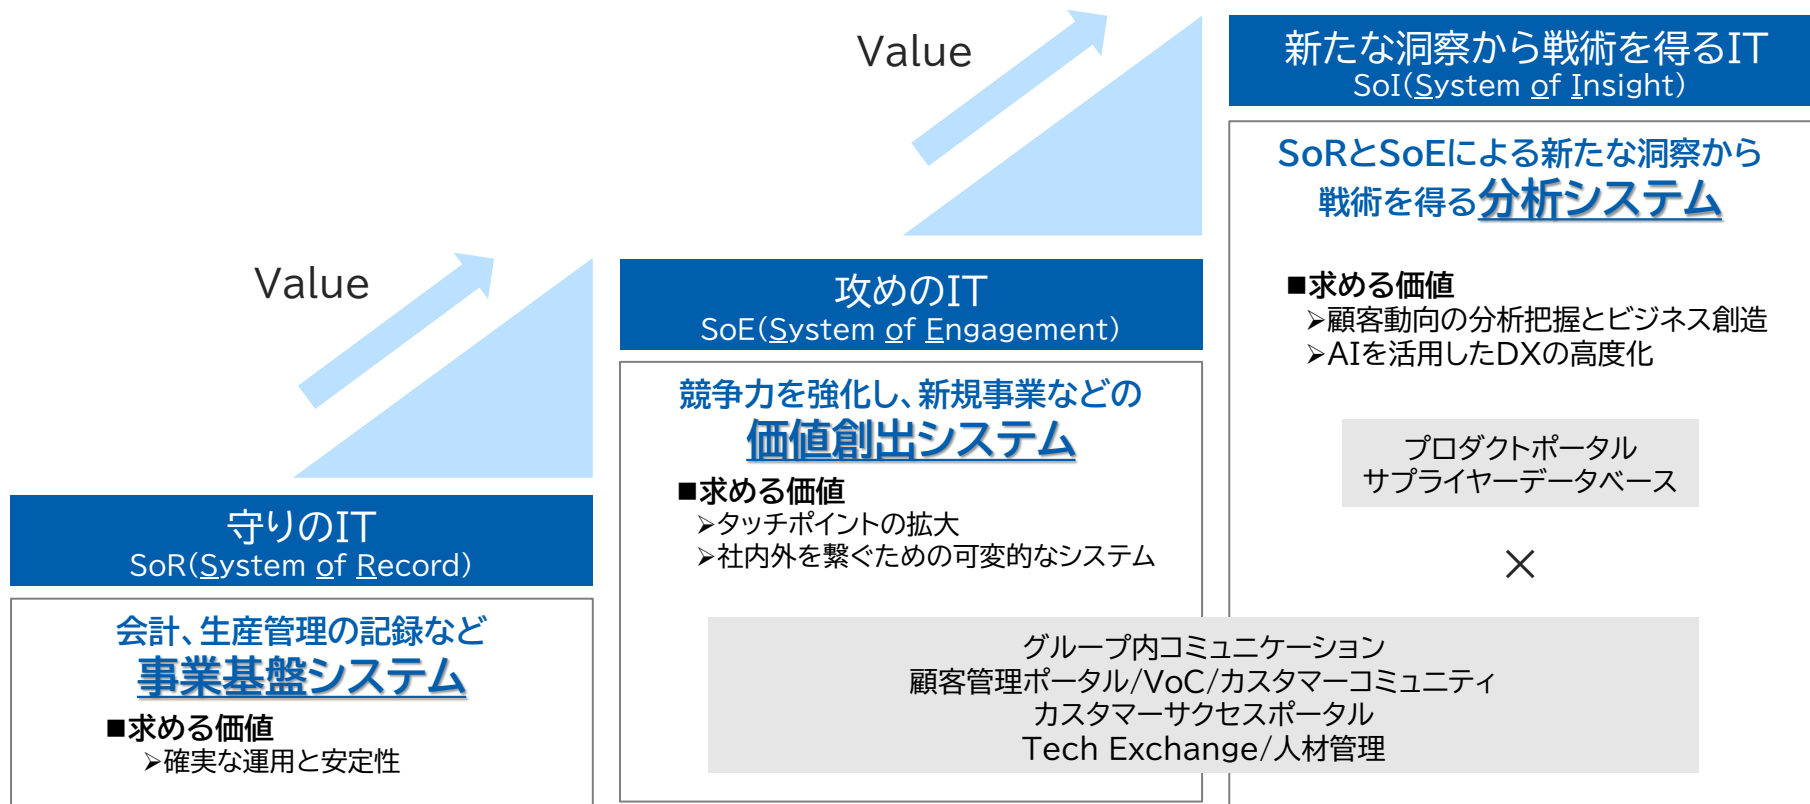 Value
守りのIT
SoR(System of Record)
会計、生産管理の記録など
事業基盤システム
■求める価値
➢確実な運用と安定性
Value
攻めのIT
SoE(System of Engagement)
競争力を強化し、新規事業などの
価値創出システム
■求める価値
➢タッチポイントの拡大
➢社内外を繋ぐための可変的なシステム
新たな洞察から戦術を得るIT
SoI(System of Insight)
SoRとSoEによる新たな洞察から
戦術を得る分析システム
■求める価値
➢顧客動向の分析把握とビジネス創造
➢AIを活用したDXの高度化
プロダクトポータル
サプライヤーデータベース
×
グループ内コミュニケーション
顧客管理ポータル/VoC/カスタマーコミュニティ
カスタマーサクセスポータル
Tech Exchange/人材管理